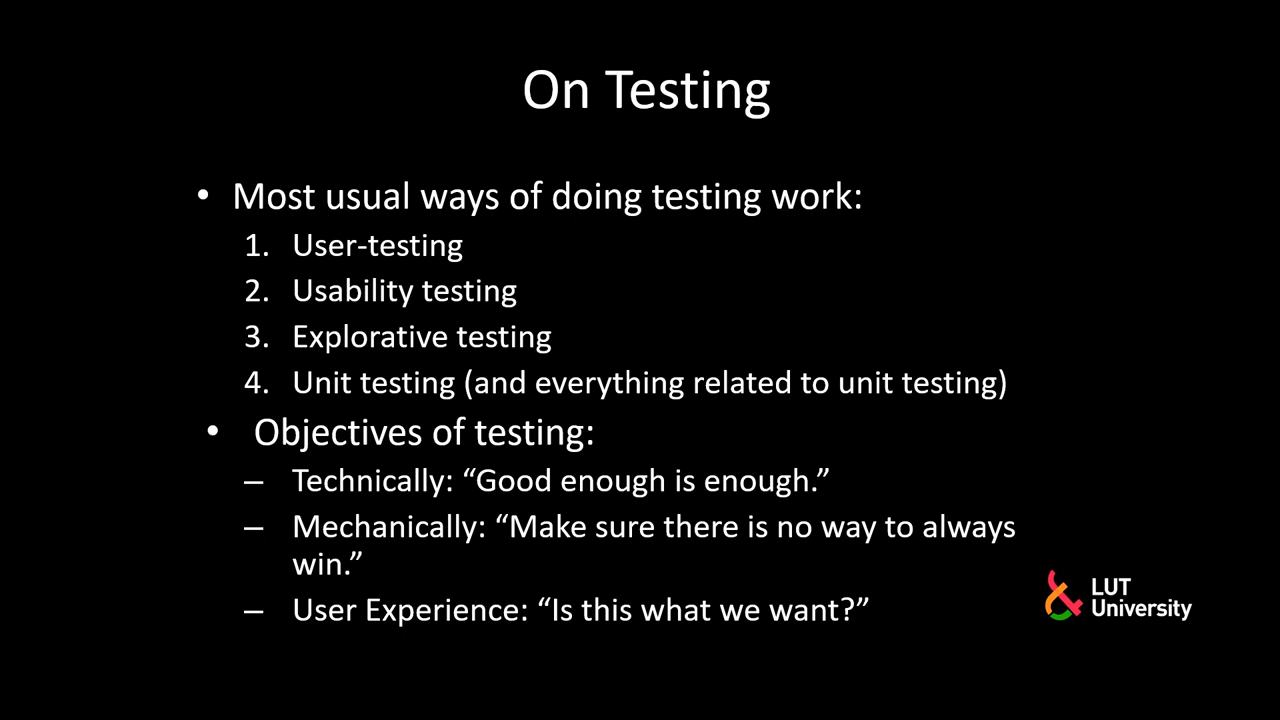 On Testing
• Most usual ways of doing testing work:
1. User-testing
2. Usability testing
3. Explorative testing
4. Unit testing (and everything related to unit testing)
• Objectives of testing:
– Technically: “Good enough is enough.”
– Mechanically: “Make sure there is no way to always
win.”
– User Experience: “Is this what we want?”
LUT
University